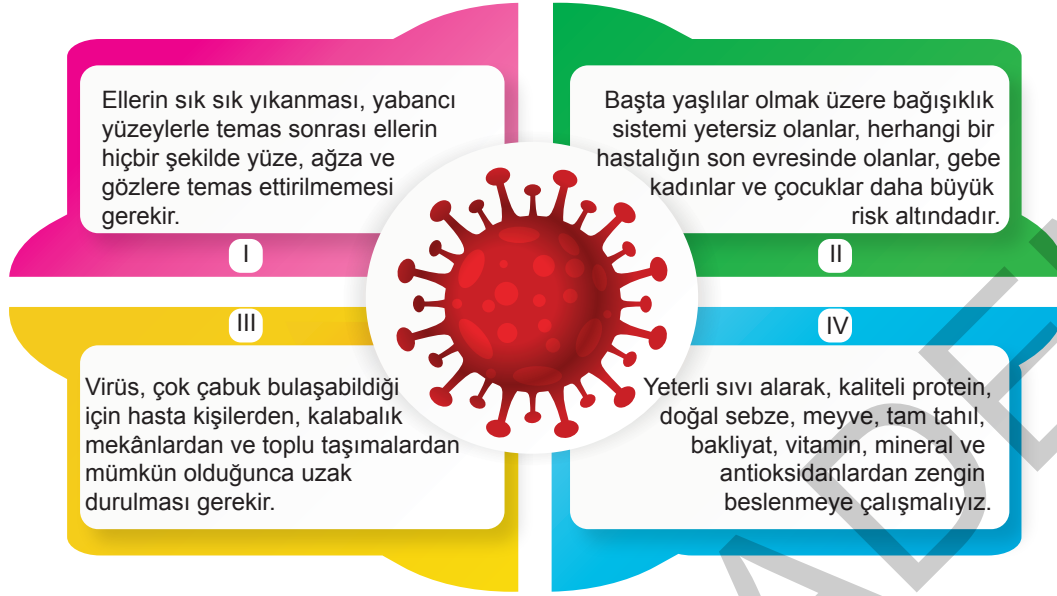 Ellerin sık sık yıkanması, yabancı
yüzeylerle temas sonrası ellerin
hiçbir şekilde yüze, ağza ve
gözlere temas ettirilmemesi
gerekir.
I
Başta yaşlılar olmak üzere bağışıklık
sistemi yetersiz olanlar, herhangi bir
hastalığın son evresinde olanlar, gebe
kadınlar ve çocuklar daha büyük
risk altındadır.
II
III
Virüs, çok çabuk bulaşabildiği
için hasta kişilerden, kalabalık
mekânlardan ve toplu taşımalardan
mümkün olduğunca uzak
durulması gerekir.
IV
Yeterli sıvı alarak, kaliteli protein,
doğal sebze, meyve, tam tahıl,
bakliyat, vitamin, mineral ve
antioksidanlardan zengin
beslenmeye çalışmalıyız.